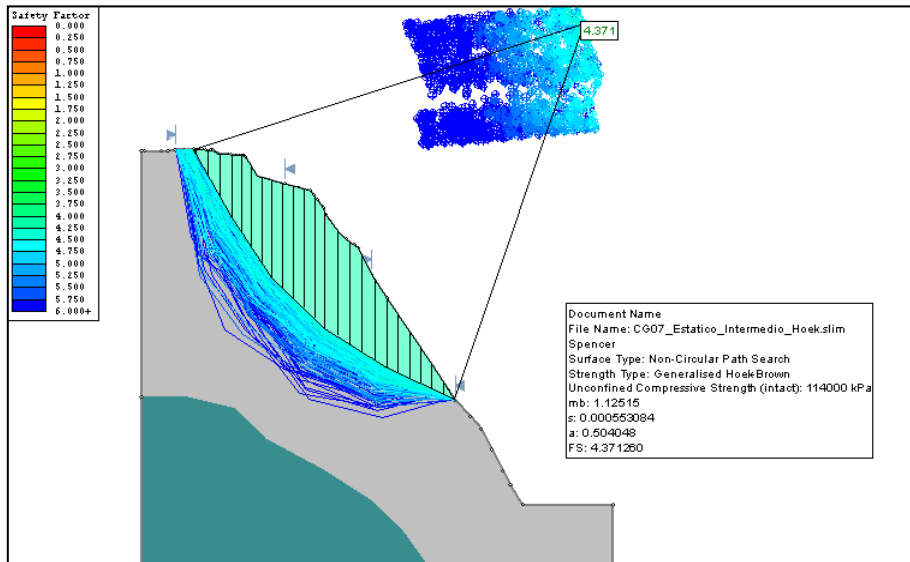 Safety Factor
0.000
0.250
0.500
0.750
1.000
1.250
1.500
1.750
2.000
2.250
2.500
2.750
3.000
3.250
3.500
3.750
4.000
4.250
4.500
4.750
5.000
5.250
5.500
5.750
6.000+
4.371
Document Name
File Name: CG07_Estatico_Intermedio_Hoek.slim
Spencer
Surface Type: Non-Circular Path Search
Strength Type: Generalised Hoek-Brown
Unconfined Compressive Strength (intact): 114000 kPa
mb: 1.12515
s: 0.000553084
a: 0.504048
FS: 4.371260